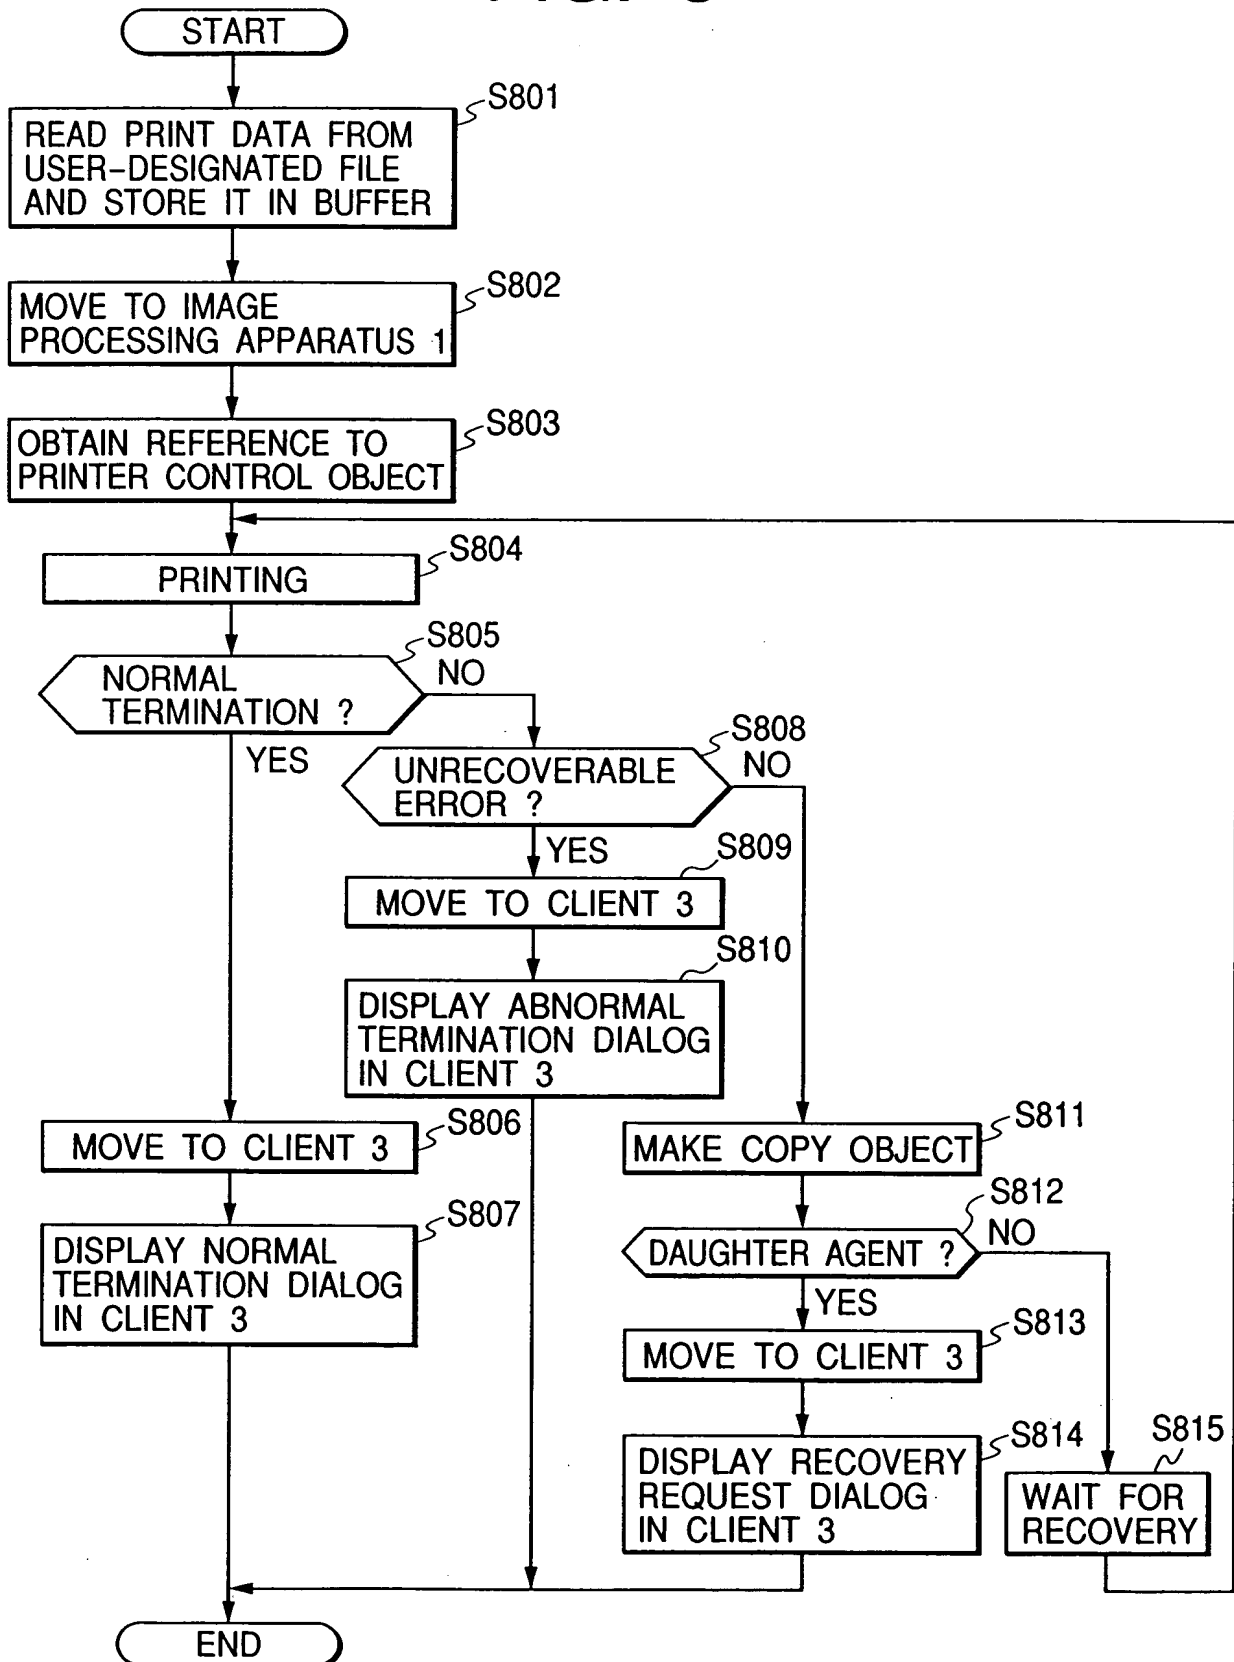 START
S801
READ PRINT DATA FROM
USER-DESIGNATED FILE
AND STORE IT IN BUFFER
S802
MOVE TO IMAGE
PROCESSING APPARATUS 1
S803
OBTAIN REFERENCE TO
PRINTER CONTROL OBJECT
S804
PRINTING
S805
NORMAL
TERMINATION ?
NO
YES
S808
UNRECOVERABLE
ERROR ?
NO
YES
S809
MOVE TO CLIENT 3
S810
DISPLAY ABNORMAL
TERMINATION DIALOG
IN CLIENT 3
S806
MOVE TO CLIENT 3
S807
DISPLAY NORMAL
TERMINATION DIALOG
IN CLIENT 3
S811
MAKE COPY OBJECT
S812
DAUGHTER AGENT ?
NO
YES
S813
MOVE TO CLIENT 3
S814
DISPLAY RECOVERY
REQUEST DIALOG
IN CLIENT 3
S815
WAIT FOR
RECOVERY
END